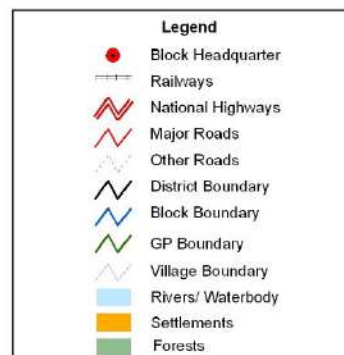 Legend
Block Headquarter
Railways
National Highways
Major Roads
Other Roads
District Boundary
Block Boundary
GP Boundary
Village Boundary
Rivers/ Waterbody
Settlements
Forests